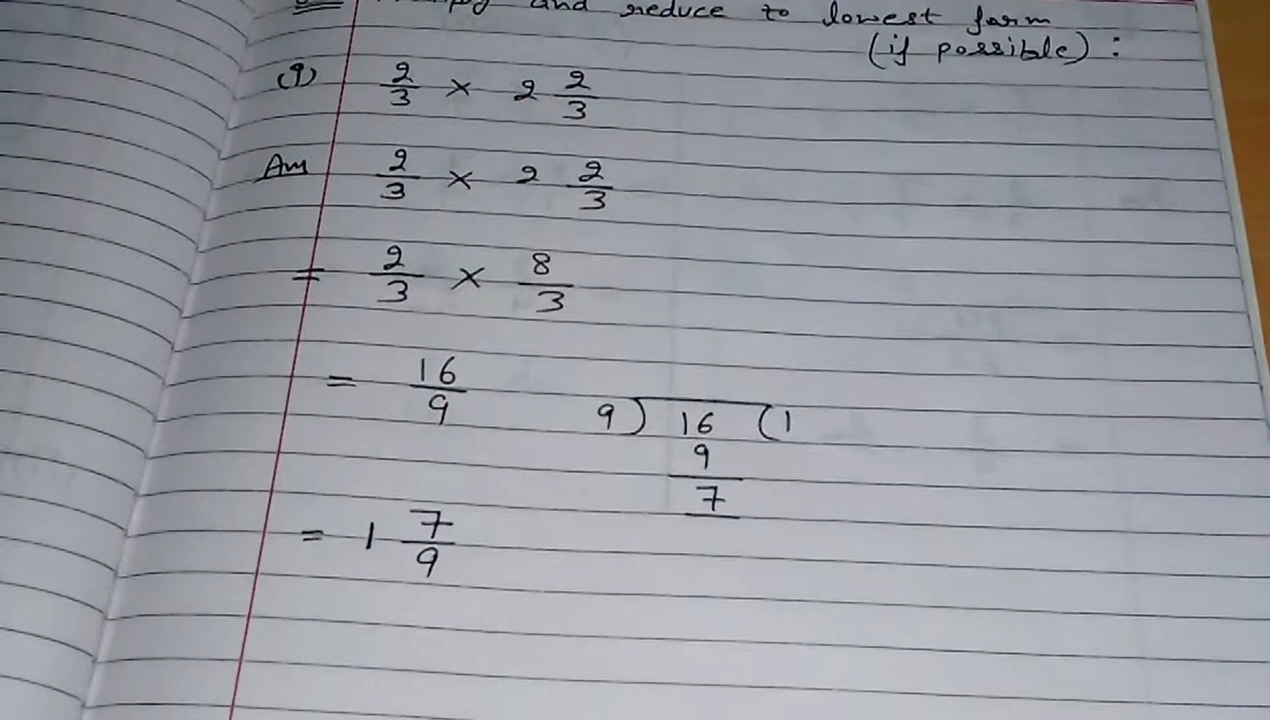 and reduce to lowest form
(if possible) :
(i) 2/3 × 2 2/3
Ans 2/3 × 2 2/3
= 2/3 × 8/3
= 16/9 9) 16 (1
9
7
= 1 7/9